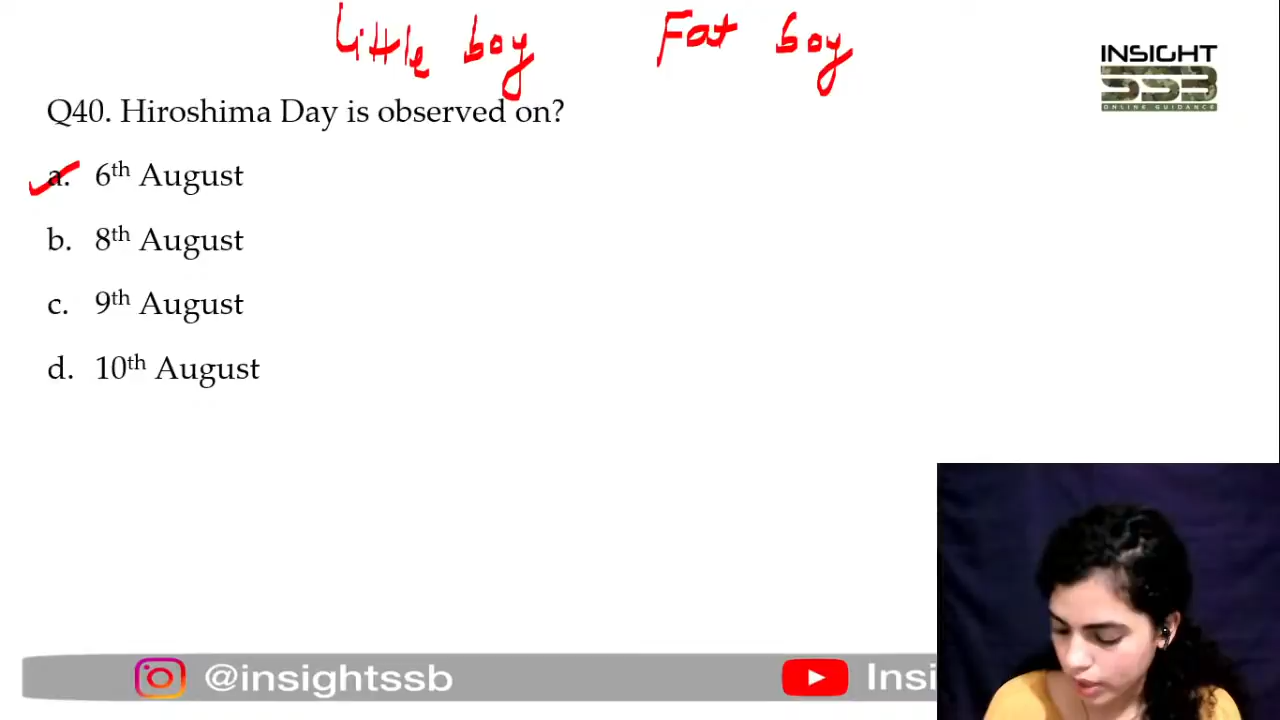 Little boy Fat boy
INSIGHT
SSB
ONLINE GUIDANCE
Q40. Hiroshima Day is observed on?
a. 6th August
b. 8th August
c. 9th August
d. 10th August
@insightssb Insi